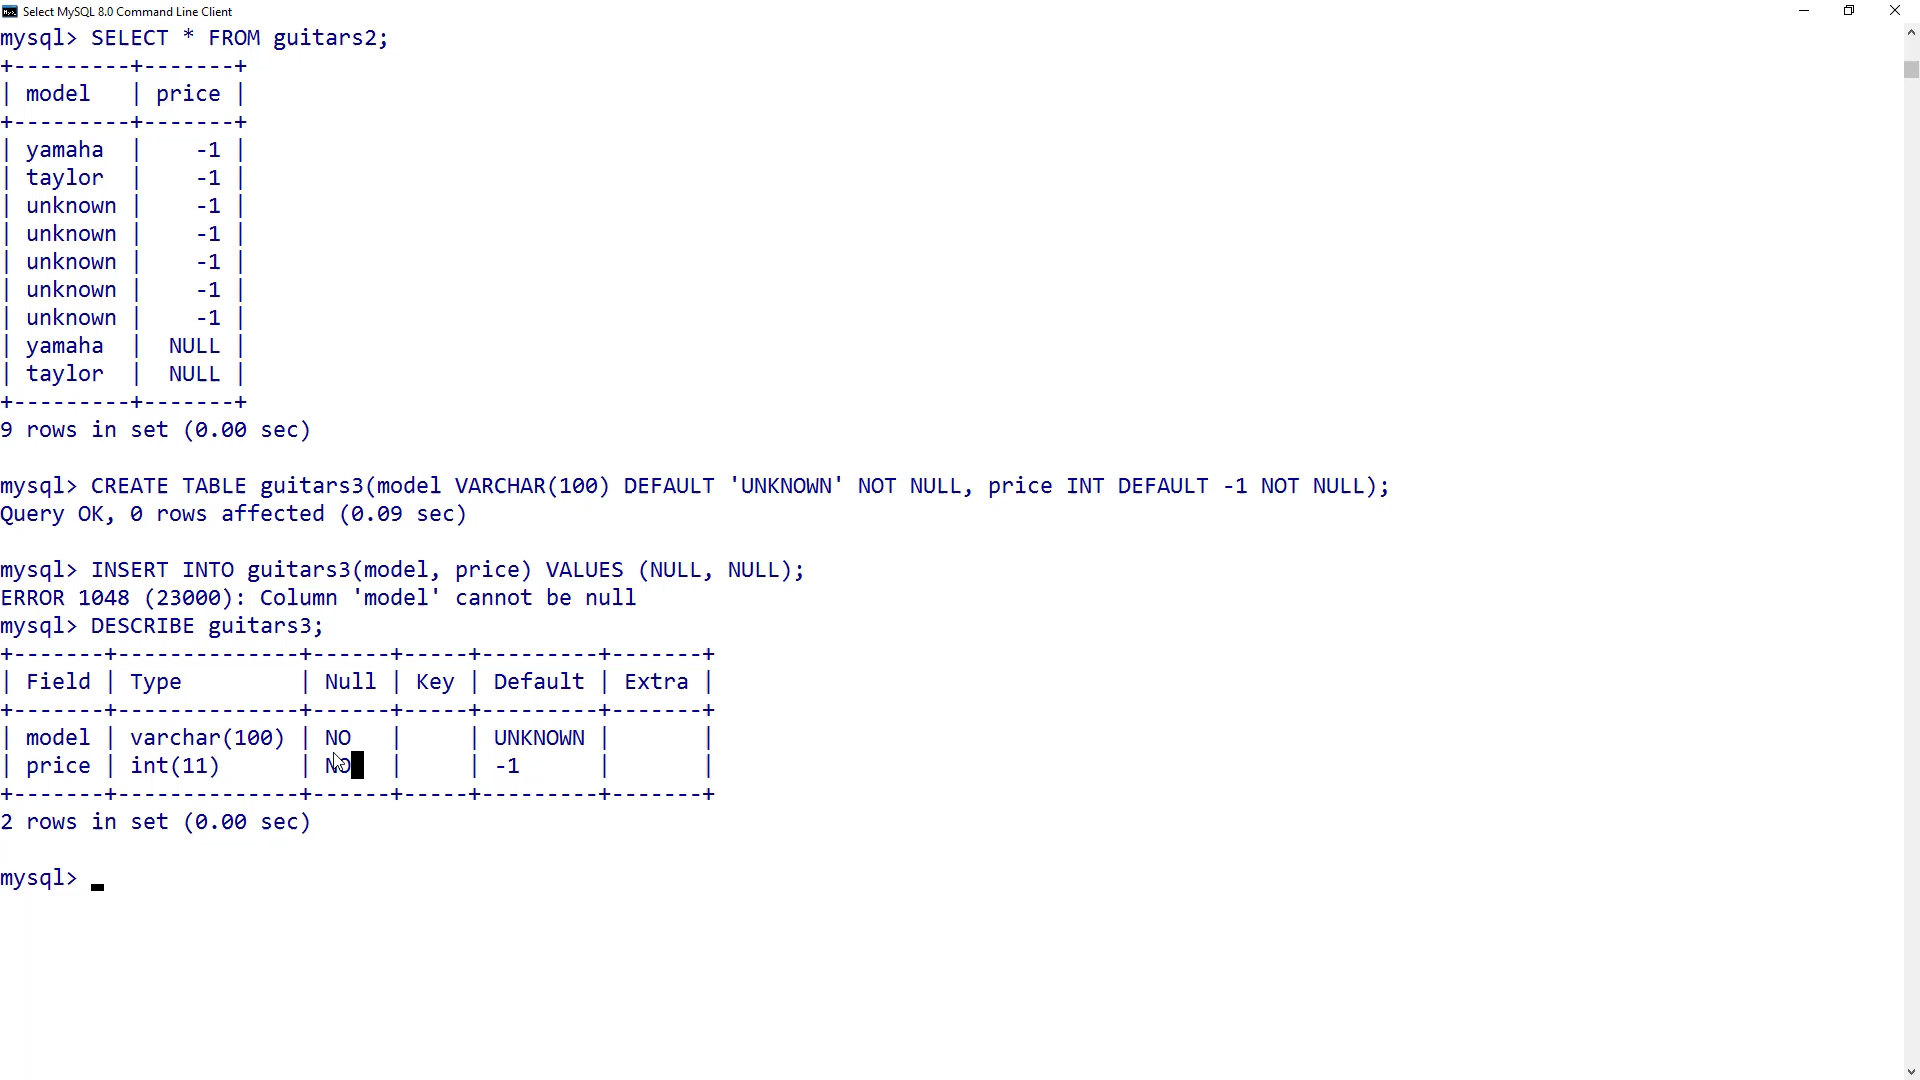 Select MySQL 8.0 Command Line Client
mysql> SELECT * FROM guitars2;
+---------+-------+
| model   | price |
+---------+-------+
| yamaha  |    -1 |
| taylor  |    -1 |
| unknown |    -1 |
| unknown |    -1 |
| unknown |    -1 |
| unknown |    -1 |
| unknown |    -1 |
| yamaha  |  NULL |
| taylor  |  NULL |
+---------+-------+
9 rows in set (0.00 sec)
mysql> CREATE TABLE guitars3(model VARCHAR(100) DEFAULT 'UNKNOWN' NOT NULL, price INT DEFAULT -1 NOT NULL);
Query OK, 0 rows affected (0.09 sec)
mysql> INSERT INTO guitars3(model, price) VALUES (NULL, NULL);
ERROR 1048 (23000): Column 'model' cannot be null
mysql> DESCRIBE guitars3;
+-------+--------------+------+-----+---------+-------+
| Field | Type         | Null | Key | Default | Extra |
+-------+--------------+------+-----+---------+-------+
| model | varchar(100) | NO   |     | UNKNOWN |       |
| price | int(11)      | NO   |     | -1      |       |
+-------+--------------+------+-----+---------+-------+
2 rows in set (0.00 sec)
mysql>